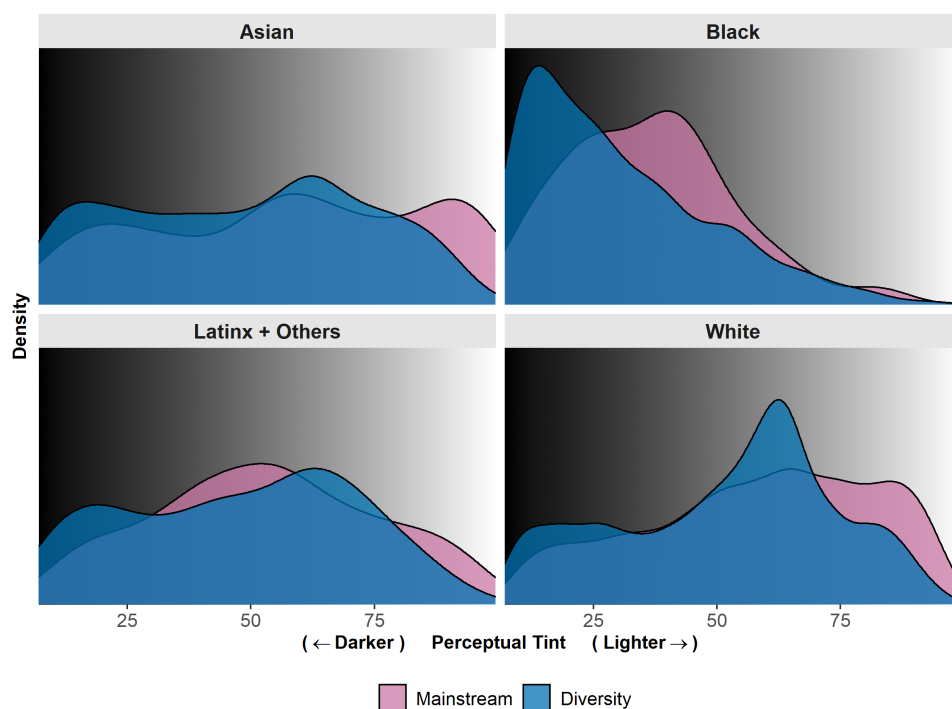 Asian
Black
Density
Latinx + Others
White
25 50 75
25 50 75
( ← Darker ) Perceptual Tint ( Lighter → )
Mainstream Diversity